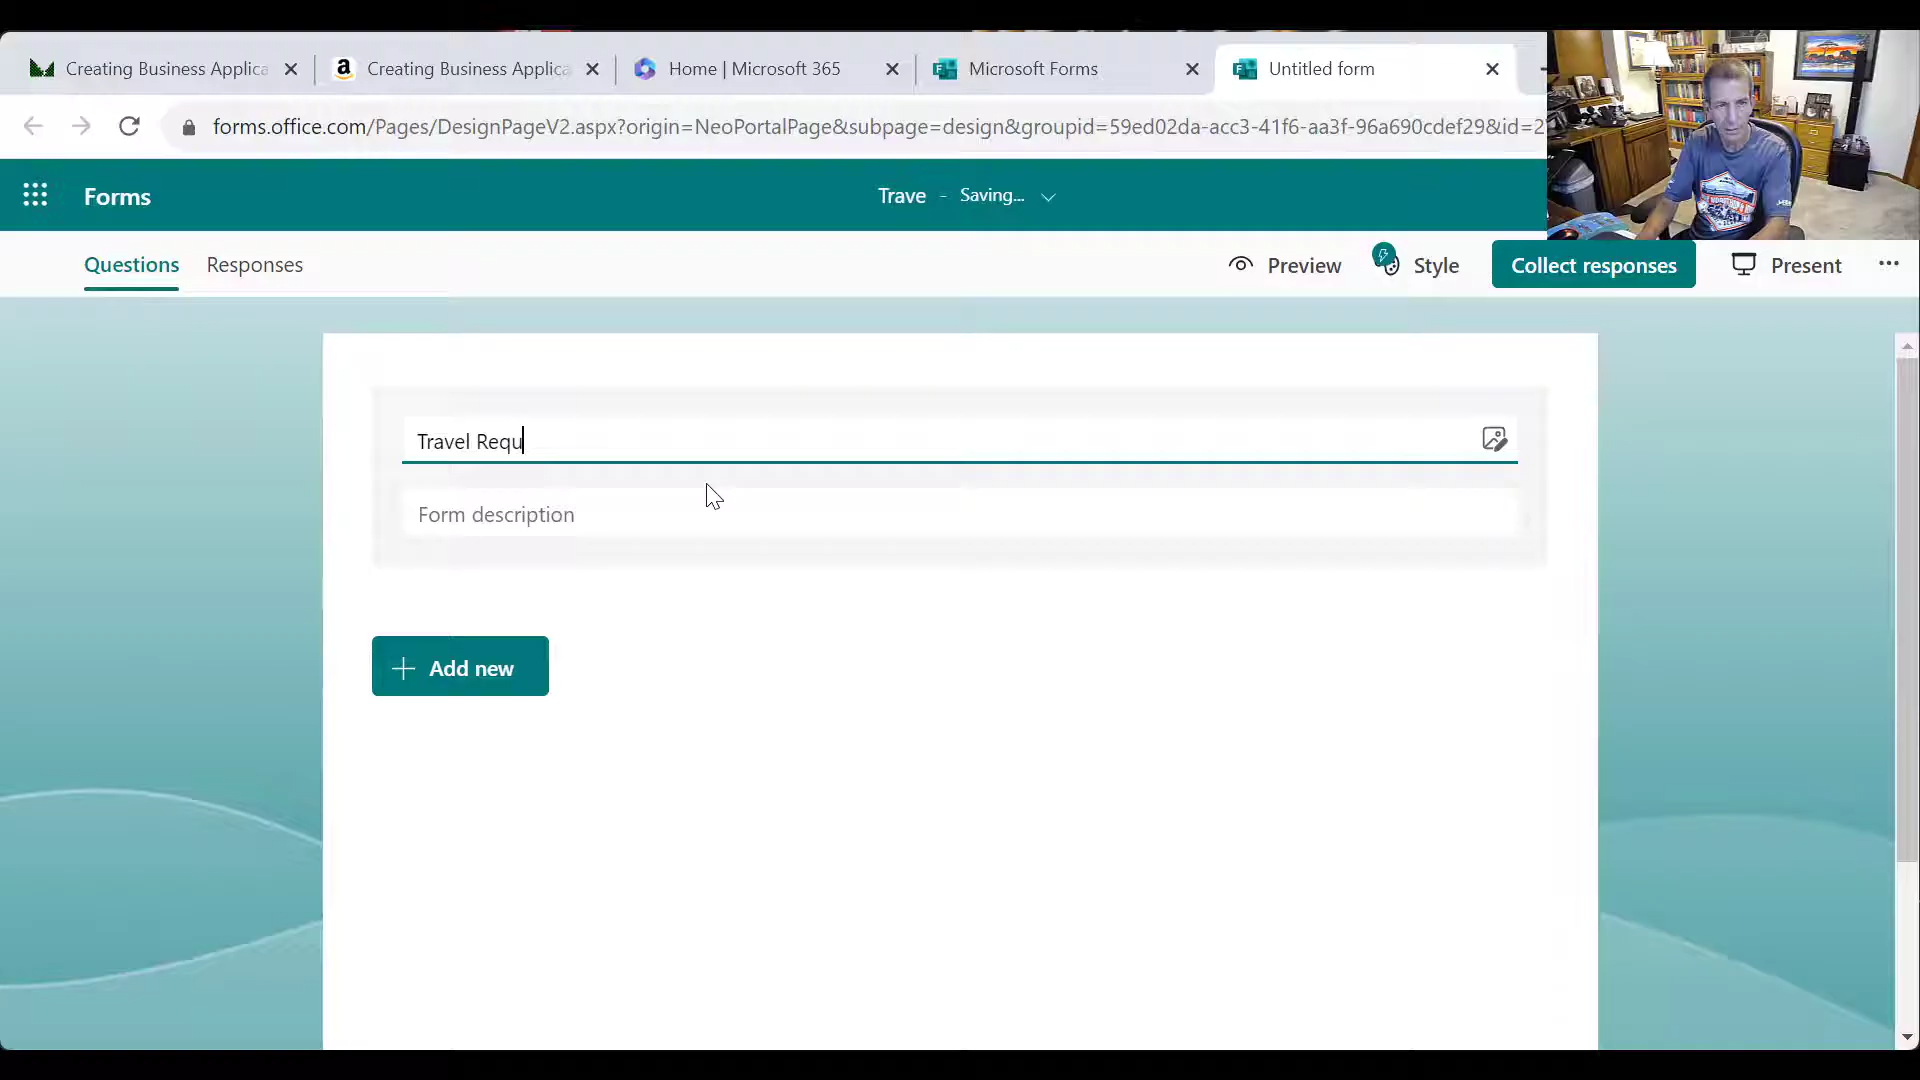 Creating Business Applica
Creating Business Applica
Home | Microsoft 365
Microsoft Forms
Untitled form
forms.office.com/Pages/DesignPageV2.aspx?origin=NeoPortalPage&subpage=design&groupid=59ed02da-acc3-41f6-aa3f-96a690cdef29&id=2
Forms
Trave - Saving...
Questions Responses
Preview Style Collect responses Present ...
Travel Requ
Form description
+ Add new